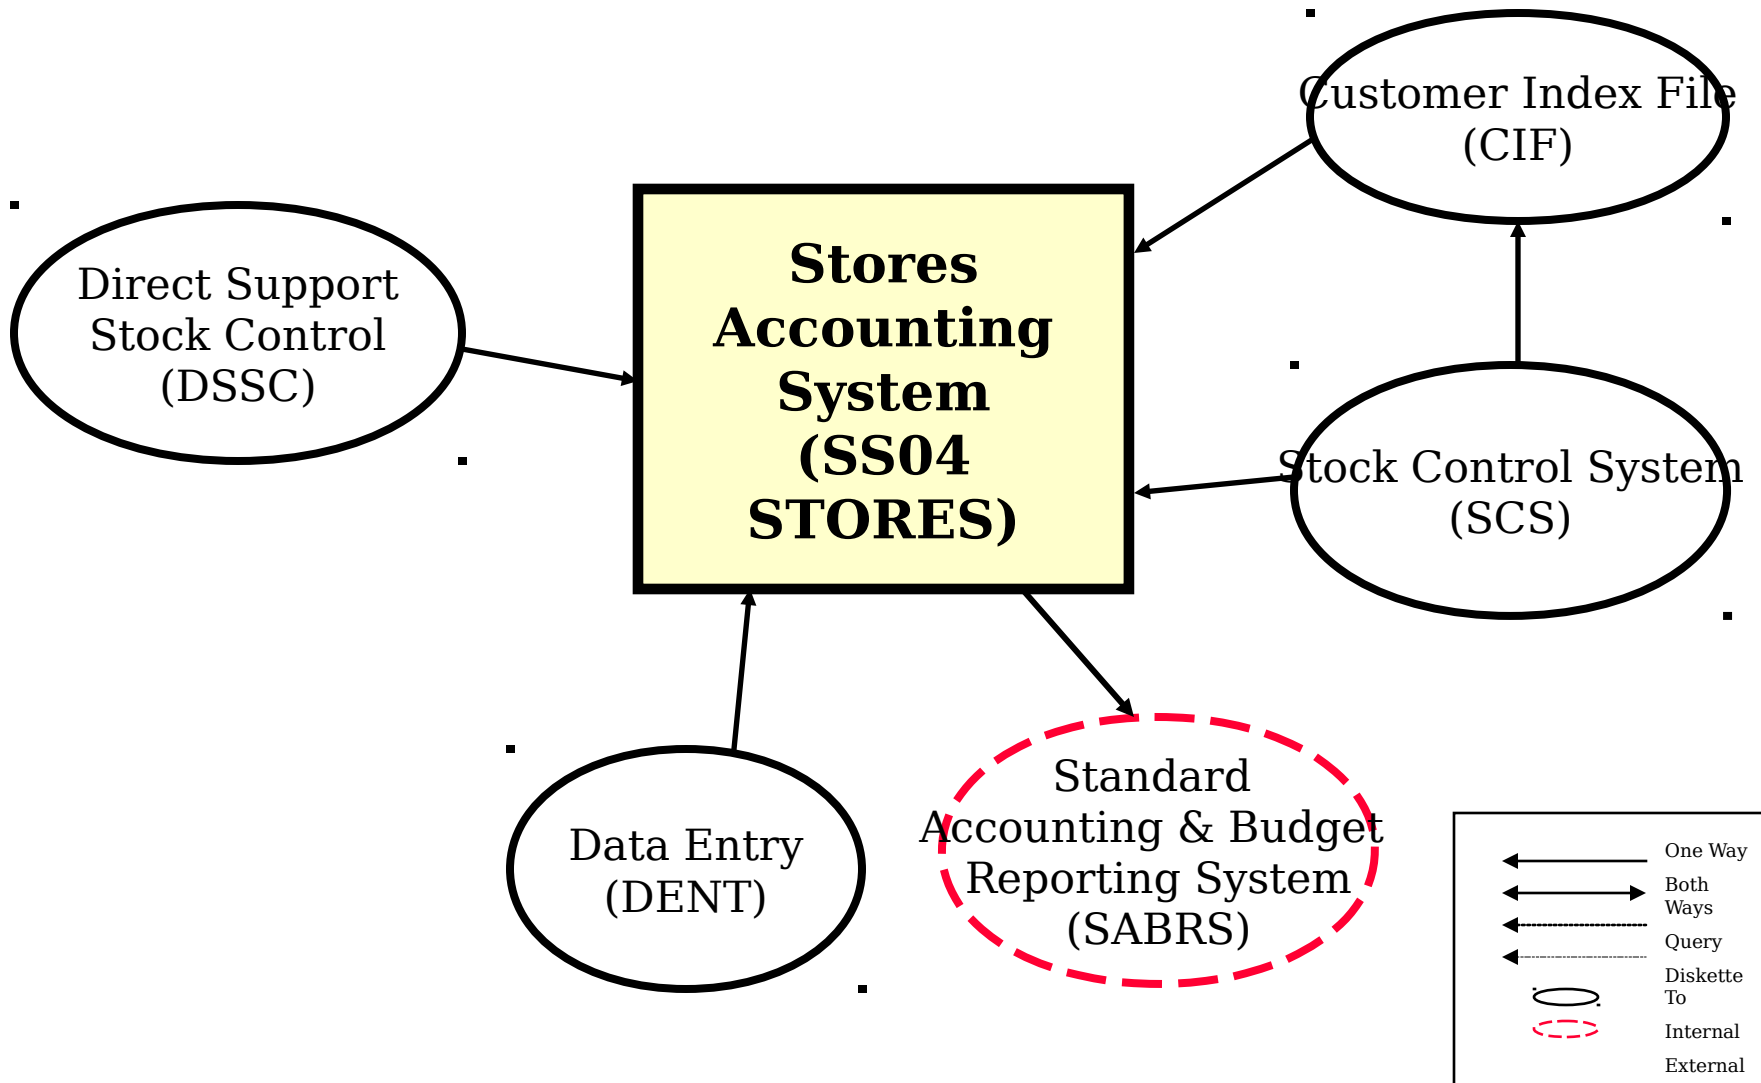 Customer Index File
(CIF)
Direct Support
Stock Control
(DSSC)
Stores
Accounting
System
(SS04
STORES)
Stock Control System
(SCS)
Data Entry
(DENT)
Standard
Accounting & Budget
Reporting System
(SABRS)
One Way
Both
Ways
Query
Diskette
To
Internal
External